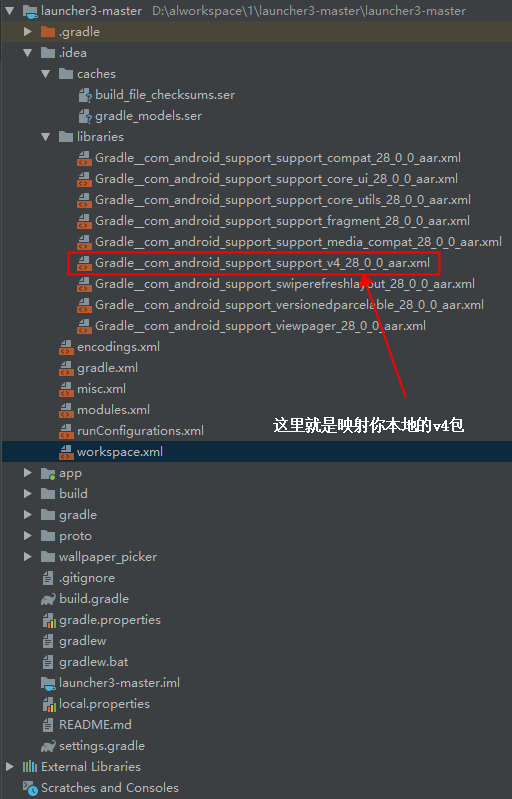 launcher3-master D:\alworkspace\1\launcher3-master\launcher3-master
.gradle
.idea
caches
build_file_checksums.ser
gradle_models.ser
libraries
Gradle__com_android_support_support_compat_28_0_0_aar.xml
Gradle__com_android_support_support_core_ui_28_0_0_aar.xml
Gradle__com_android_support_support_core_utils_28_0_0_aar.xml
Gradle__com_android_support_support_fragment_28_0_0_aar.xml
Gradle__com_android_support_support_media_compat_28_0_0_aar.xml
Gradle__com_android_support_support_v4_28_0_0_aar.xml
Gradle__com_android_support_swiperefreshlayout_28_0_0_aar.xml
Gradle__com_android_support_versionedparcelable_28_0_0_aar.xml
Gradle__com_android_support_viewpager_28_0_0_aar.xml
encodings.xml
gradle.xml
misc.xml
modules.xml
这里就是映射你本地的v4包
runConfigurations.xml
workspace.xml
app
build
gradle
proto
wallpaper_picker
.gitignore
build.gradle
gradle.properties
gradlew
gradlew.bat
launcher3-master.iml
local.properties
README.md
settings.gradle
External Libraries
Scratches and Consoles